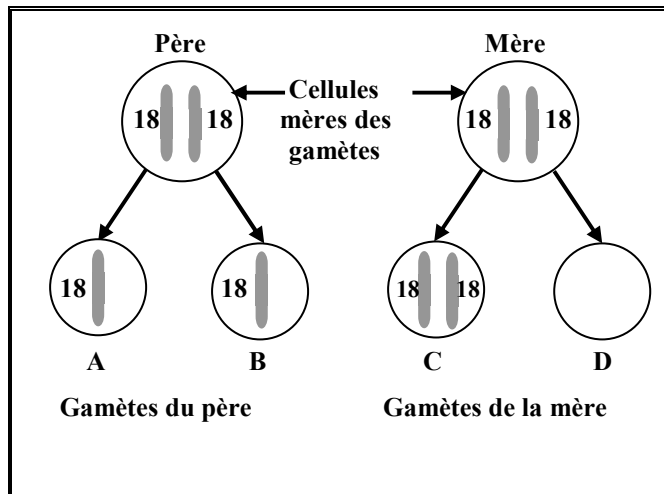 Père Mère
Cellules
mères des
gamètes
18 18 18 18
18 18 18 18
A B C D
Gamètes du père Gamètes de la mère